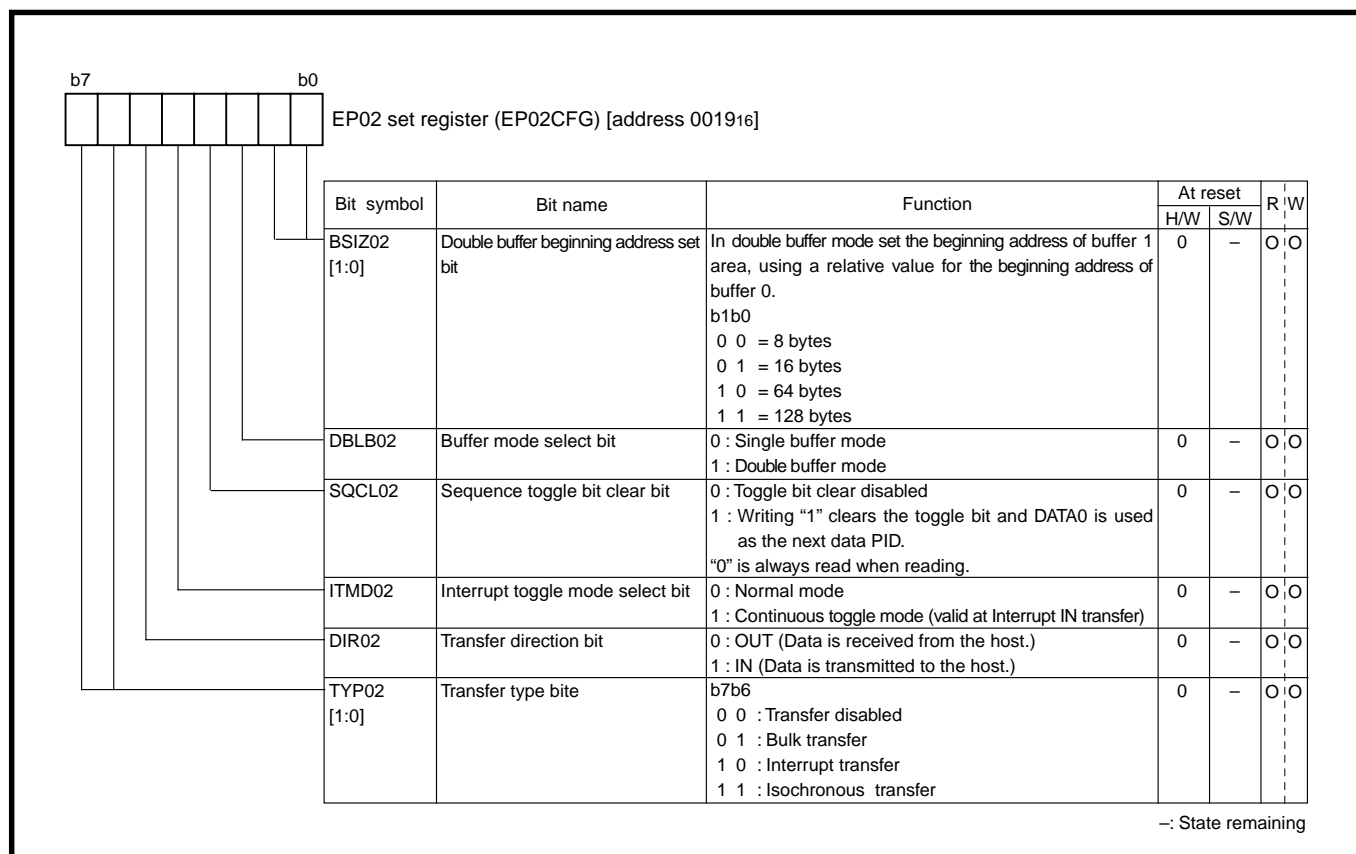 b7 b0
EP02 set register (EP02CFG) [address 001916]
Bit symbol Bit name Function At reset R W
H/W S/W
BSIZ02 Double buffer beginning address set In double buffer mode set the beginning address of buffer 1 0 – O O
[1:0] bit area, using a relative value for the beginning address of
buffer 0.
b1b0
0 0 = 8 bytes
0 1 = 16 bytes
1 0 = 64 bytes
1 1 = 128 bytes
DBLB02 Buffer mode select bit 0 : Single buffer mode 0 – O O
1 : Double buffer mode
SQCL02 Sequence toggle bit clear bit 0 : Toggle bit clear disabled 0 – O O
1 : Writing “1” clears the toggle bit and DATA0 is used
as the next data PID.
“0” is always read when reading.
ITMD02 Interrupt toggle mode select bit 0 : Normal mode 0 – O O
1 : Continuous toggle mode (valid at Interrupt IN transfer)
DIR02 Transfer direction bit 0 : OUT (Data is received from the host.) 0 – O O
1 : IN (Data is transmitted to the host.)
TYP02 Transfer type bite b7b6 0 – O O
[1:0] 0 0 : Transfer disabled
0 1 : Bulk transfer
1 0 : Interrupt transfer
1 1 : Isochronous transfer
–: State remaining